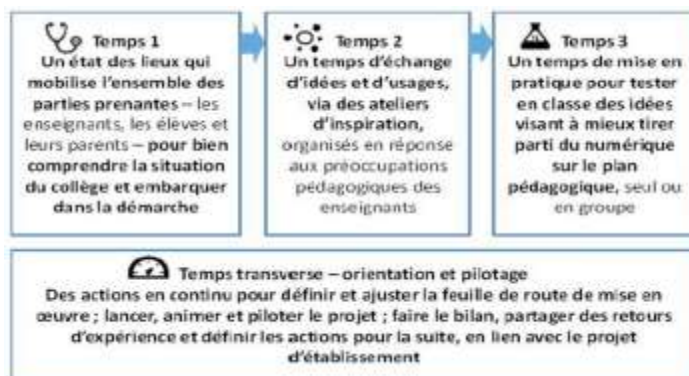 Temps 1
Un état des lieux qui
mobilise l'ensemble des
parties prenantes – les
enseignants, les élèves et
leurs parents – pour bien
comprendre la situation
du collège et embarquer
dans la démarche
Temps 2
Un temps d'échange
d'idées et d'usages,
via des ateliers
d'inspiration,
organisés en réponse
aux préoccupations
pédagogiques des
enseignants
Temps 3
Un temps de mise en
pratique pour tester
en classe des idées
visant à mieux tirer
parti du numérique
sur le plan
pédagogique, seul ou
en groupe
Temps transverse – orientation et pilotage
Des actions en continu pour définir et ajuster la feuille de route de mise en
œuvre ; lancer, animer et piloter le projet ; faire le bilan, partager des retours
d'expérience et définir les actions pour la suite, en lien avec le projet
d'établissement